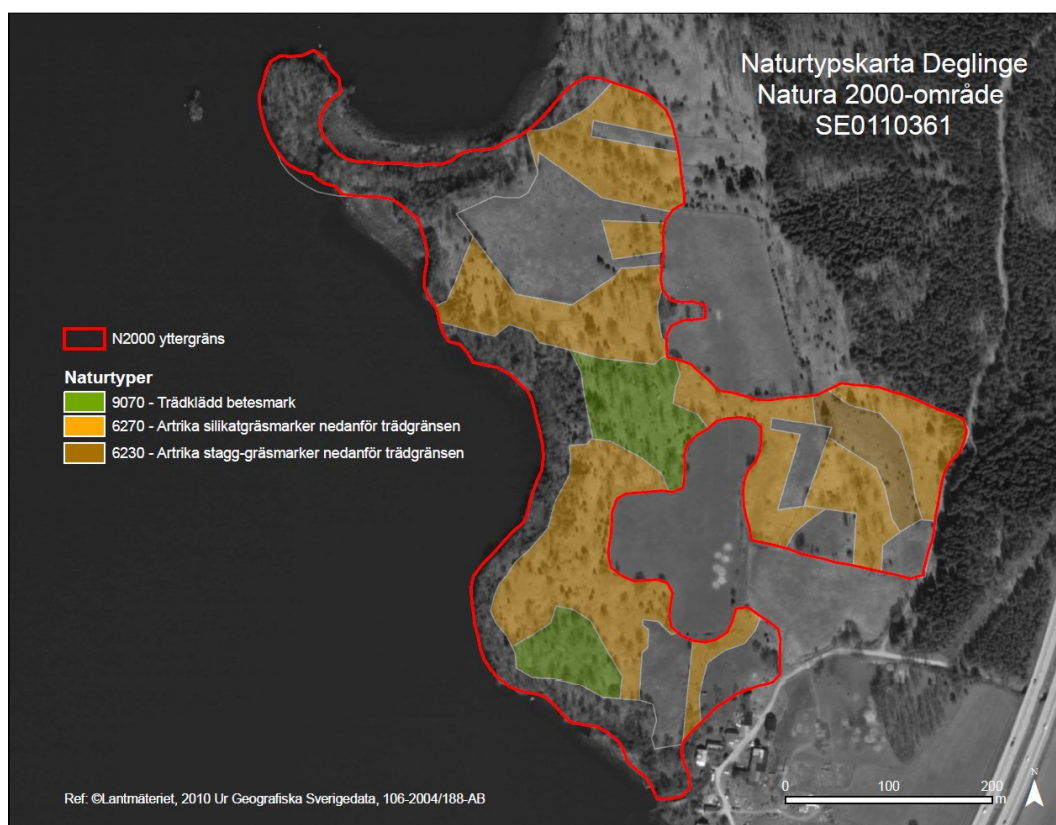 Naturtypskarta Deglinge
Natura 2000-område
SE0110361
N2000 yttergräns
Naturtyper
9070 - Trädklädd betesmark
6270 - Artrika silikatgräsmarker nedanför trädgränsen
6230 - Artrika stagg-gräsmarker nedanför trädgränsen
Ref: ©Lantmäteriet, 2010 Ur Geografiska Sverigedata, 106-2004/188-AB
0 200
m
N